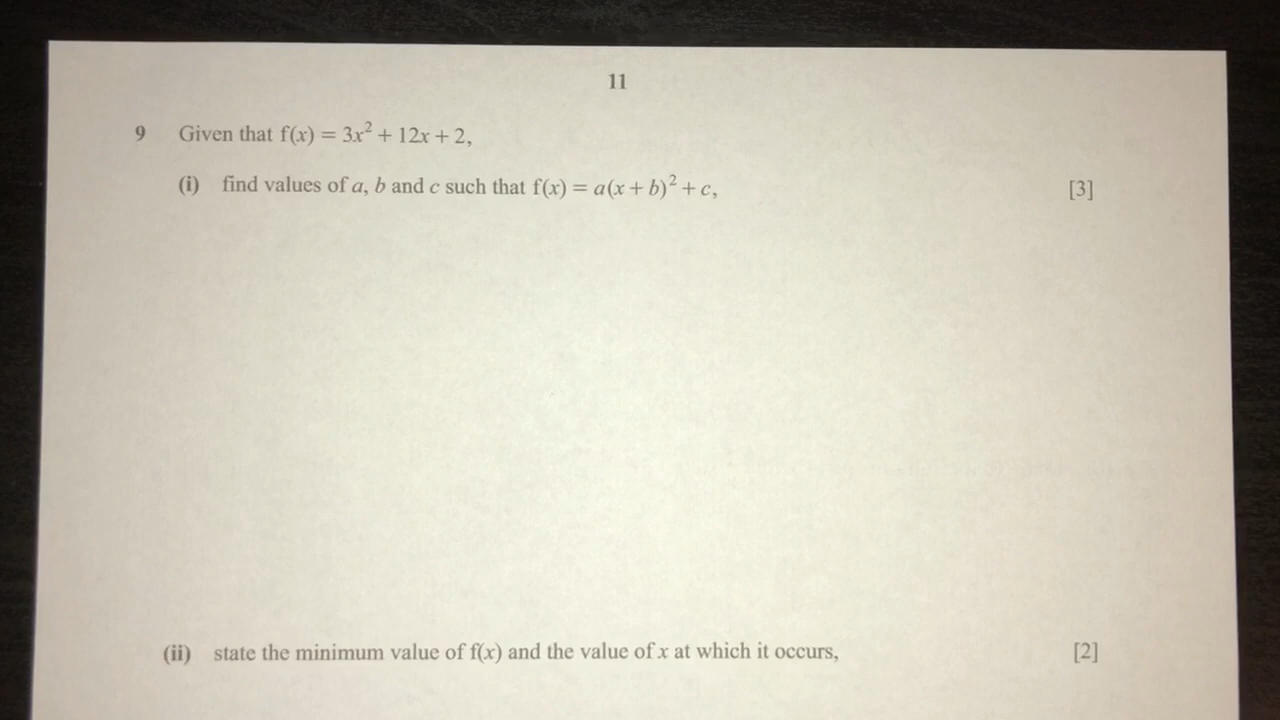 11
9 Given that f(x) = 3x² + 12x + 2,
(i) find values of a, b and c such that f(x) = a(x + b)² + c, [3]
(ii) state the minimum value of f(x) and the value of x at which it occurs, [2]